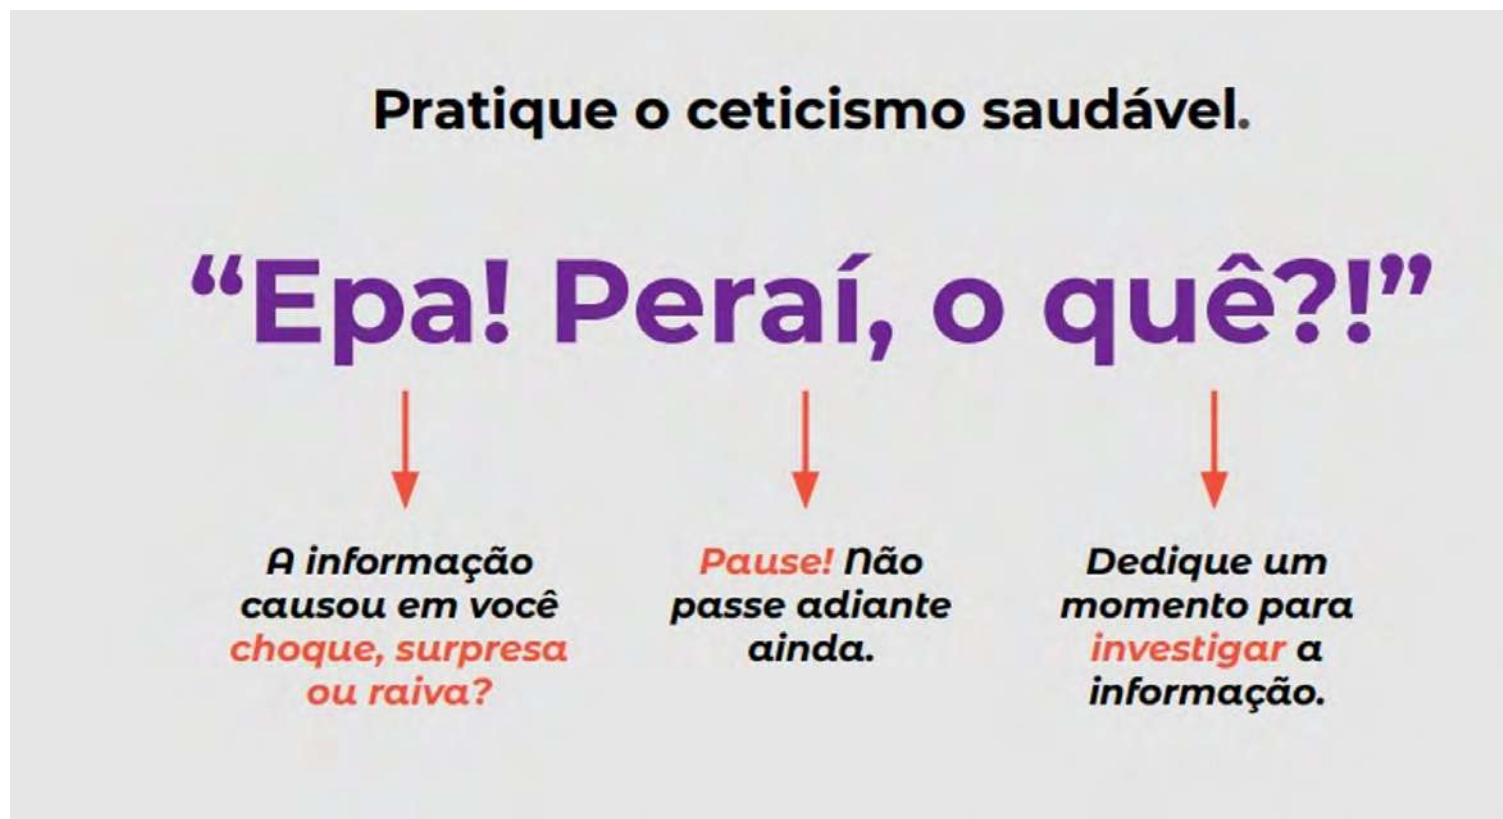 Pratique o ceticismo saudável.
“Epa! Peraí, o quê?!”
A informação
causou em você
choque, surpresa
ou raiva?
Pause! Não
passe adiante
ainda.
Dedique um
momento para
investigar a
informação.